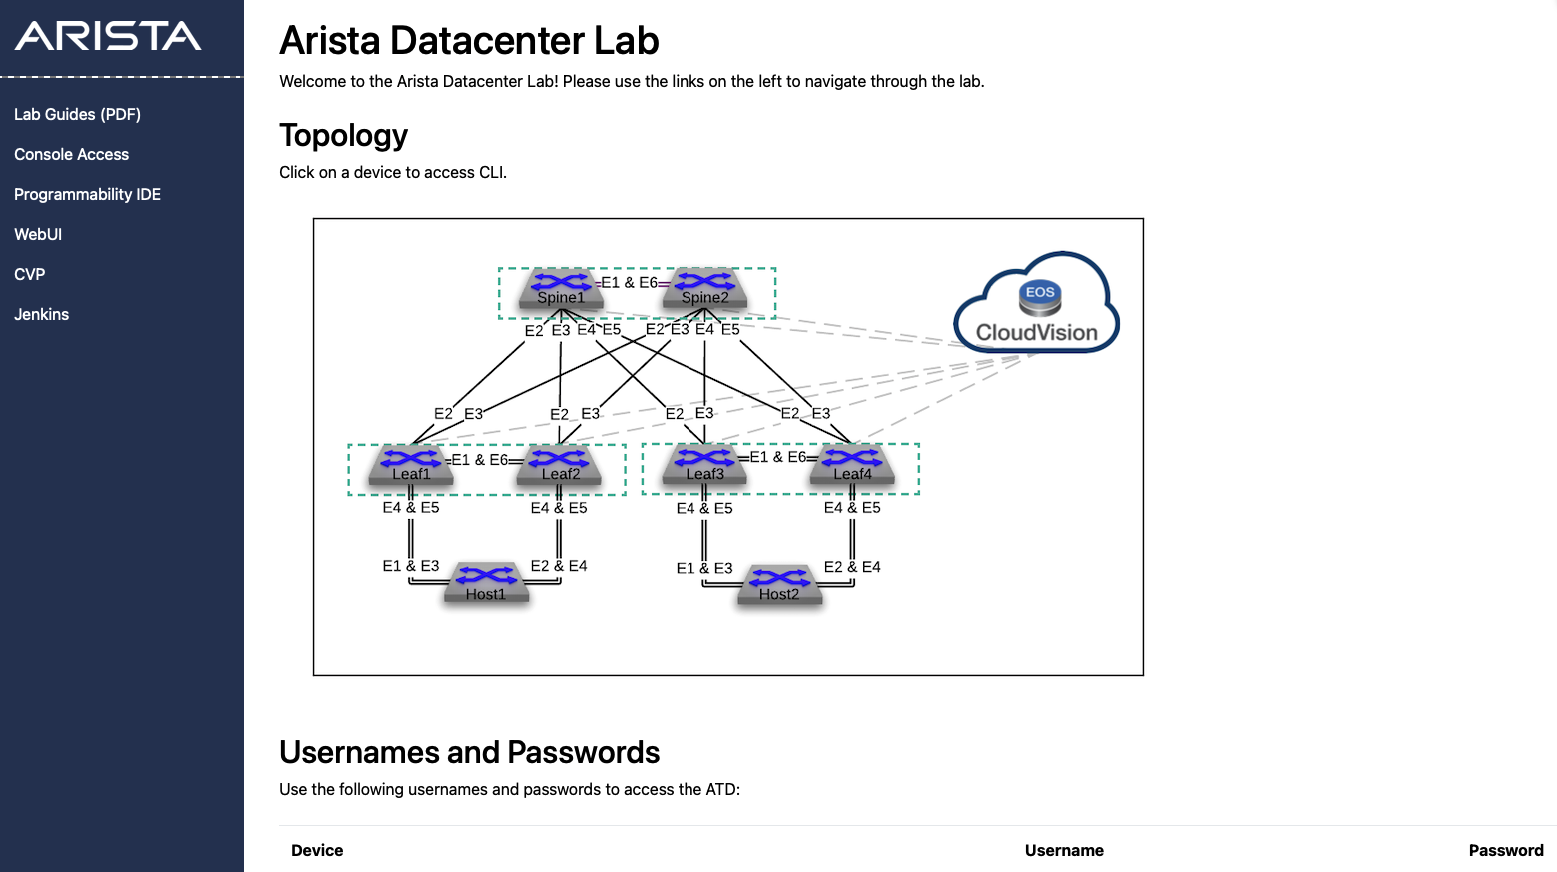 ARISTA
Lab Guides (PDF)
Console Access
Programmability IDE
WebUI
CVP
Jenkins
Arista Datacenter Lab
Welcome to the Arista Datacenter Lab! Please use the links on the left to navigate through the lab.
Topology
Click on a device to access CLI.
E1 & E6
Spine1 Spine2
EOS
CloudVision
E2 E3 E4 E5 E2 E3 E4 E5
E2 E3 E2 E3 E2 E3 E2 E3
E1 & E6 E1 & E6
Leaf1 Leaf2 Leaf3 Leaf4
E4 & E5 E4 & E5 E4 & E5 E4 & E5
E1 & E3 E2 & E4 E1 & E3 E2 & E4
Host1 Host2
Usernames and Passwords
Use the following usernames and passwords to access the ATD:
Device Username Password